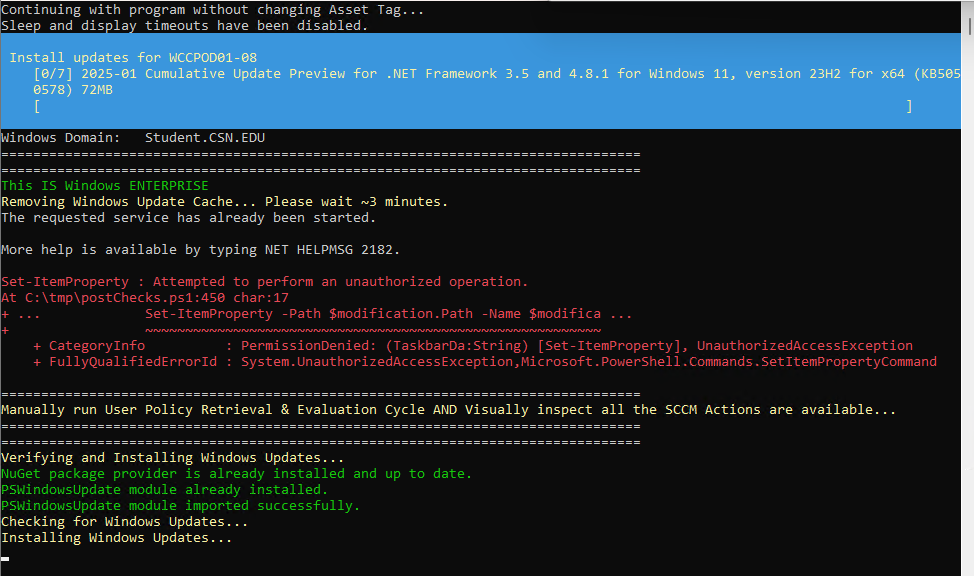 Continuing with program without changing Asset Tag...
Sleep and display timeouts have been disabled.
Install updates for WCCPOD01-08
[0/7] 2025-01 Cumulative Update Preview for .NET Framework 3.5 and 4.8.1 for Windows 11, version 23H2 for x64 (KB505
0578) 72MB
[ ]
Windows Domain:   Student.CSN.EDU
================================================================================
================================================================================
This IS Windows ENTERPRISE
Removing Windows Update Cache... Please wait ~3 minutes.
The requested service has already been started.
More help is available by typing NET HELPMSG 2182.
Set-ItemProperty : Attempted to perform an unauthorized operation.
At C:\tmp\postChecks.ps1:450 char:17
+ ...             Set-ItemProperty -Path $modification.Path -Name $modifica ...
+                 ~~~~~~~~~~~~~~~~~~~~~~~~~~~~~~~~~~~~~~~~~~~~~~~~~~~~~~~~~
+ CategoryInfo          : PermissionDenied: (TaskbarDa:String) [Set-ItemProperty], UnauthorizedAccessException
+ FullyQualifiedErrorId : System.UnauthorizedAccessException,Microsoft.PowerShell.Commands.SetItemPropertyCommand
================================================================================
Manually run User Policy Retrieval & Evaluation Cycle AND Visually inspect all the SCCM Actions are available...
================================================================================
================================================================================
Verifying and Installing Windows Updates...
NuGet package provider is already installed and up to date.
PSWindowsUpdate module already installed.
PSWindowsUpdate module imported successfully.
Checking for Windows Updates...
Installing Windows Updates...